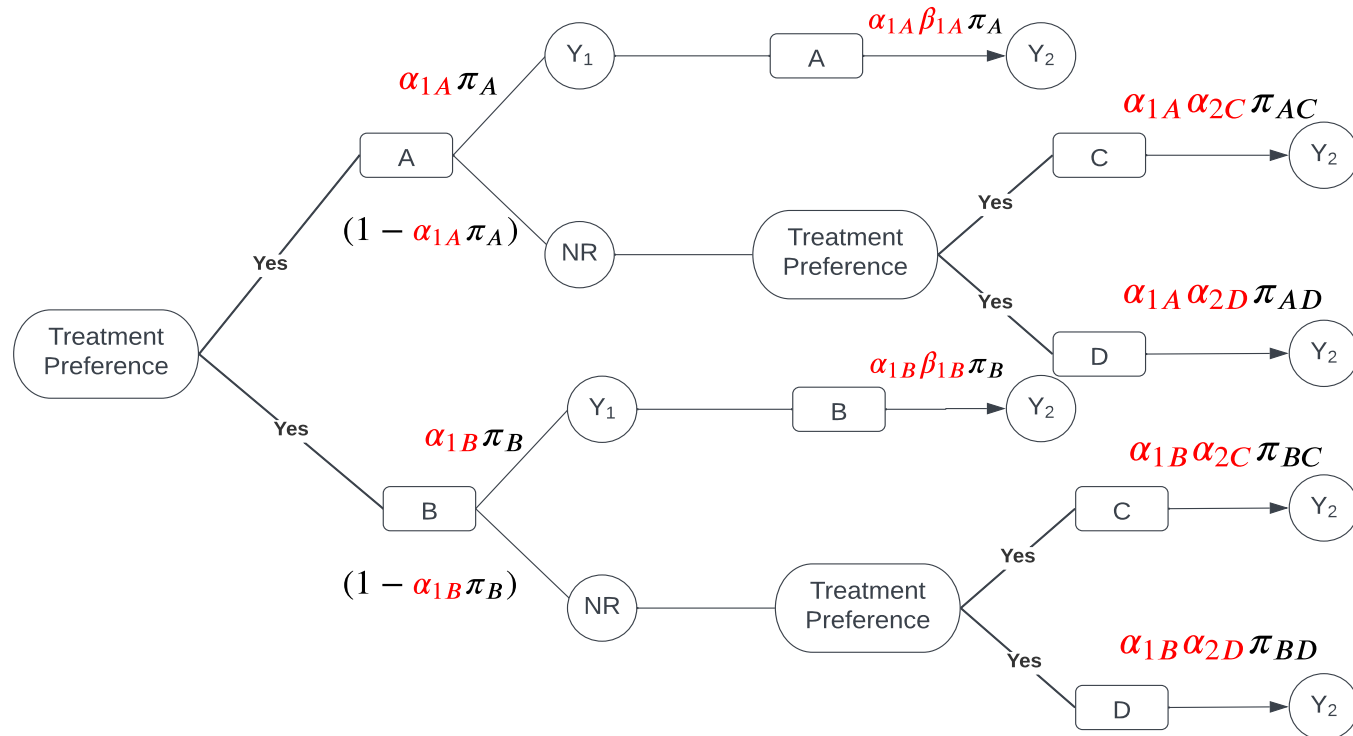 α1Aβ1AπA
Y1
A
Y2
α1AπA
α1Aα2CπAC
A
C
Y2
Yes
(1 − α1AπA)
NR
Treatment
Preference
Yes
Yes
α1Aα2DπAD
D
Y2
Treatment
Preference
Yes
α1Bβ1BπB
Y1
B
Y2
α1BπB
α1Bα2CπBC
B
C
Y2
Yes
(1 − α1BπB)
NR
Treatment
Preference
Yes
α1Bα2DπBD
D
Y2